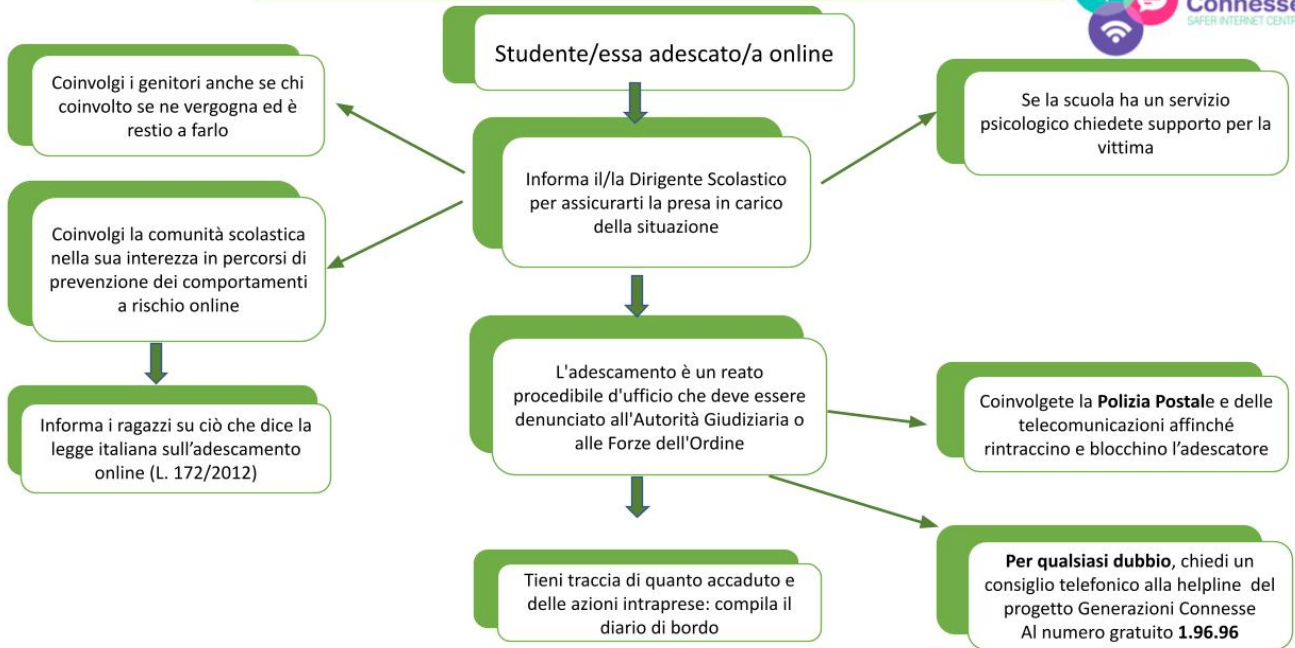 Connesse
SAFER INTERNET CENTR
Studente/essa adescato/a online
Coinvolgi i genitori anche se chi
coinvolto se ne vergogna ed è
restio a farlo
Se la scuola ha un servizio
psicologico chiedete supporto per la
vittima
Informa il/la Dirigente Scolastico
per assicurarti la presa in carico
della situazione
Coinvolgi la comunità scolastica
nella sua interezza in percorsi di
prevenzione dei comportamenti
a rischio online
L'adescamento è un reato
procedibile d'ufficio che deve essere
denunciato all'Autorità Giudiziaria o
alle Forze dell'Ordine
Coinvolgete la Polizia Postale e delle
telecomunicazioni affinché
rintraccino e blocchino l’adescatore
Informa i ragazzi su ciò che dice la
legge italiana sull’adescamento
online (L. 172/2012)
Tieni traccia di quanto accaduto e
delle azioni intraprese: compila il
diario di bordo
Per qualsiasi dubbio, chiedi un
consiglio telefonico alla helpline del
progetto Generazioni Connesse
Al numero gratuito 1.96.96